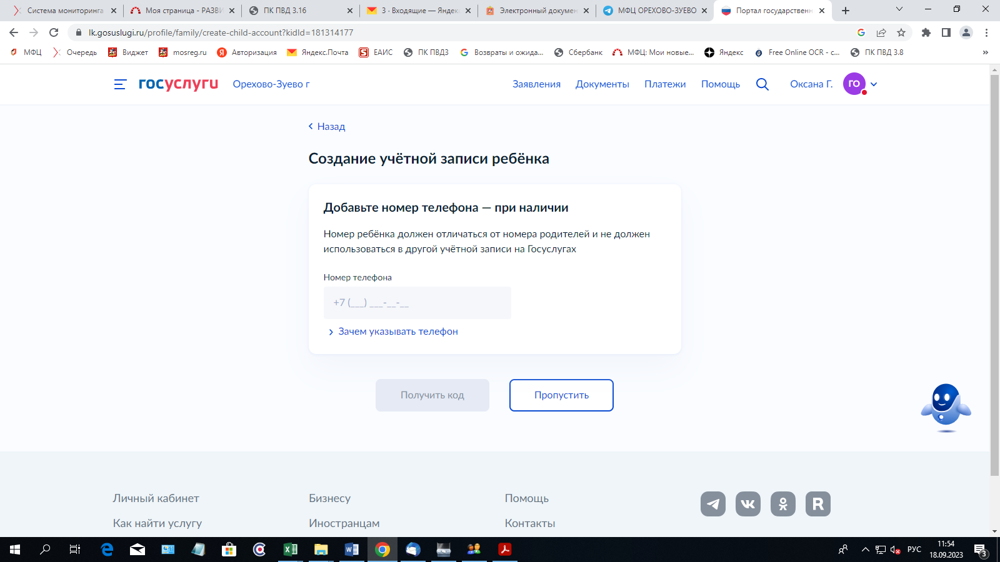 Система мониторинга
Моя страница - РАЗВИ
ПК ПВД 3.16
3 · Входящие — Яндекс
Электронный докумен
МФЦ ОРЕХОВО-ЗУЕВО
Портал государственн
lk.gosuslugi.ru/profile/family/create-child-account?kidId=181314177
МФЦ
Очередь
Виджет
mosreg.ru
Авторизация
Яндекс.Почта
ЕАИС
ПК ПВД3
Возвраты и ожида...
Сбербанк
МФЦ: Мои новые...
Яндекс
Free Online OCR - c...
ПК ПВД 3.8
»
госуслуги
Орехово-Зуево г
Заявления
Документы
Платежи
Помощь
Оксана Г.
ГО
Назад
Создание учётной записи ребёнка
Добавьте номер телефона — при наличии
Номер ребёнка должен отличаться от номера родителей и не должен
использоваться в другой учётной записи на Госуслугах
Номер телефона
+7 (___) ___-__-__
Зачем указывать телефон
Получить код
Пропустить
Личный кабинет
Бизнесу
Помощь
Как найти услугу
Иностранцам
Контакты
РУС
11:54
18.09.2023
3